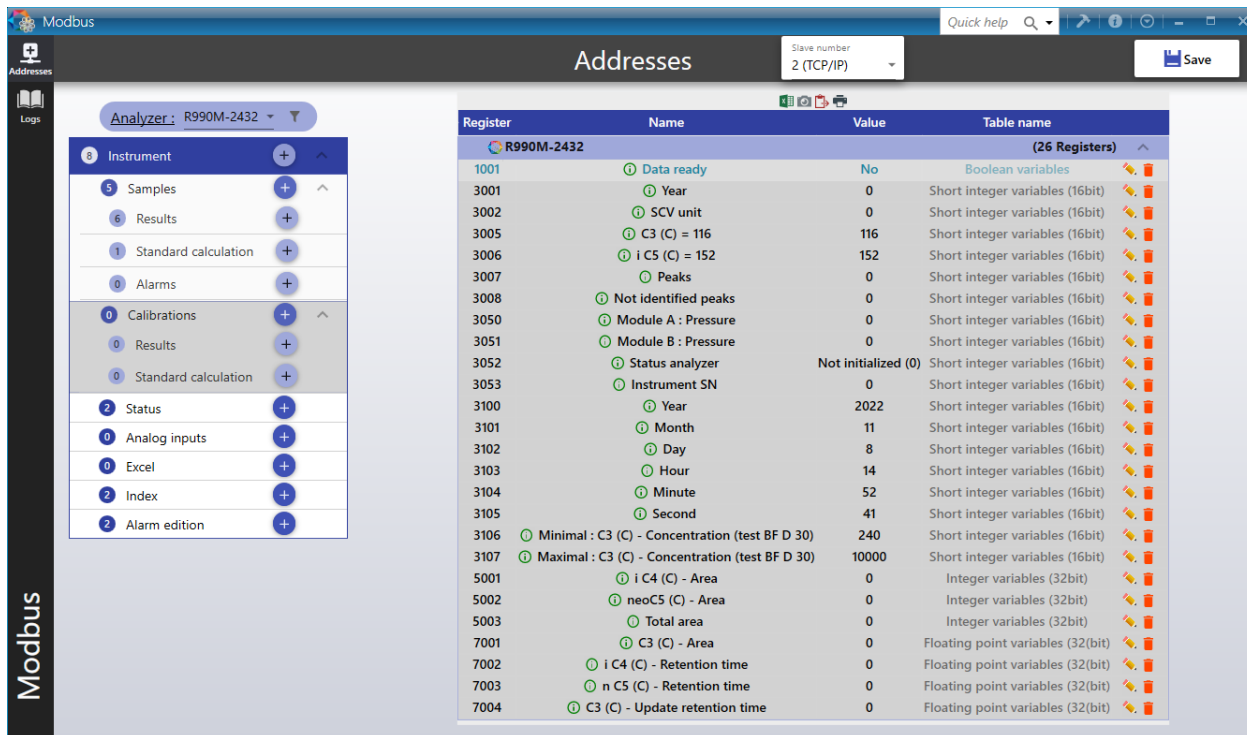 Modbus
Quick help
Addresses
Addresses
Slave number
2 (TCP/IP)
Save
Logs
Modbus
Analyzer : R990M-2432
8 Instrument +
5 Samples +
6 Results +
1 Standard calculation +
0 Alarms +
0 Calibrations +
0 Results +
0 Standard calculation +
2 Status +
0 Analog inputs +
0 Excel +
2 Index +
2 Alarm edition +
Register Name Value Table name
R990M-2432 (26 Registers)
1001 Data ready No Boolean variables
3001 Year 0 Short integer variables (16bit)
3002 SCV unit 0 Short integer variables (16bit)
3005 C3 (C) = 116 116 Short integer variables (16bit)
3006 i C5 (C) = 152 152 Short integer variables (16bit)
3007 Peaks 0 Short integer variables (16bit)
3008 Not identified peaks 0 Short integer variables (16bit)
3050 Module A : Pressure 0 Short integer variables (16bit)
3051 Module B : Pressure 0 Short integer variables (16bit)
3052 Status analyzer Not initialized (0) Short integer variables (16bit)
3053 Instrument SN 0 Short integer variables (16bit)
3100 Year 2022 Short integer variables (16bit)
3101 Month 11 Short integer variables (16bit)
3102 Day 8 Short integer variables (16bit)
3103 Hour 14 Short integer variables (16bit)
3104 Minute 52 Short integer variables (16bit)
3105 Second 41 Short integer variables (16bit)
3106 Minimal : C3 (C) - Concentration (test BF D 30) 240 Short integer variables (16bit)
3107 Maximal : C3 (C) - Concentration (test BF D 30) 10000 Short integer variables (16bit)
5001 i C4 (C) - Area 0 Integer variables (32bit)
5002 neoC5 (C) - Area 0 Integer variables (32bit)
5003 Total area 0 Integer variables (32bit)
7001 C3 (C) - Area 0 Floating point variables (32(bit)
7002 i C4 (C) - Retention time 0 Floating point variables (32(bit)
7003 n C5 (C) - Retention time 0 Floating point variables (32(bit)
7004 C3 (C) - Update retention time 0 Floating point variables (32(bit)